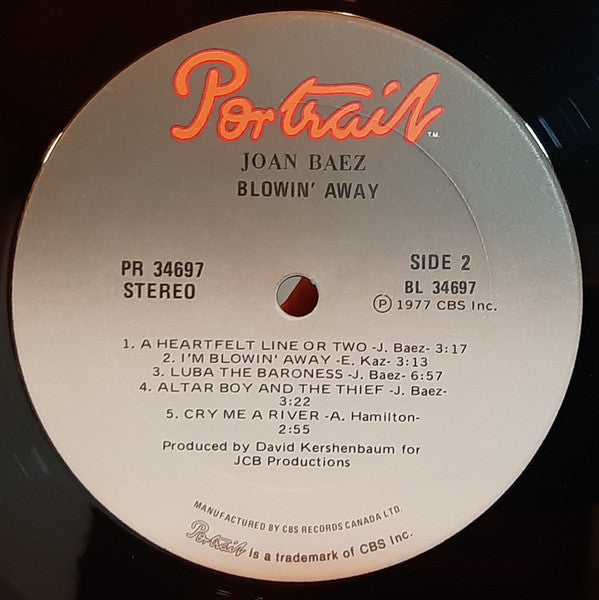 Portrait
T.M.
JOAN BAEZ
BLOWIN' AWAY
PR 34697
STEREO
SIDE 2
BL 34697
Ⓟ 1977 CBS Inc.
1. A HEARTFELT LINE OR TWO -J. Baez- 3:17
2. I'M BLOWIN' AWAY -E. Kaz- 3:13
3. LUBA THE BARONESS -J. Baez- 6:57
4. ALTAR BOY AND THE THIEF -J. Baez-
3:22
5. CRY ME A RIVER -A. Hamilton-
2:55
Produced by David Kershenbaum for
JCB Productions
MANUFACTURED BY CBS RECORDS CANADA LTD.
Portrait is a trademark of CBS Inc.